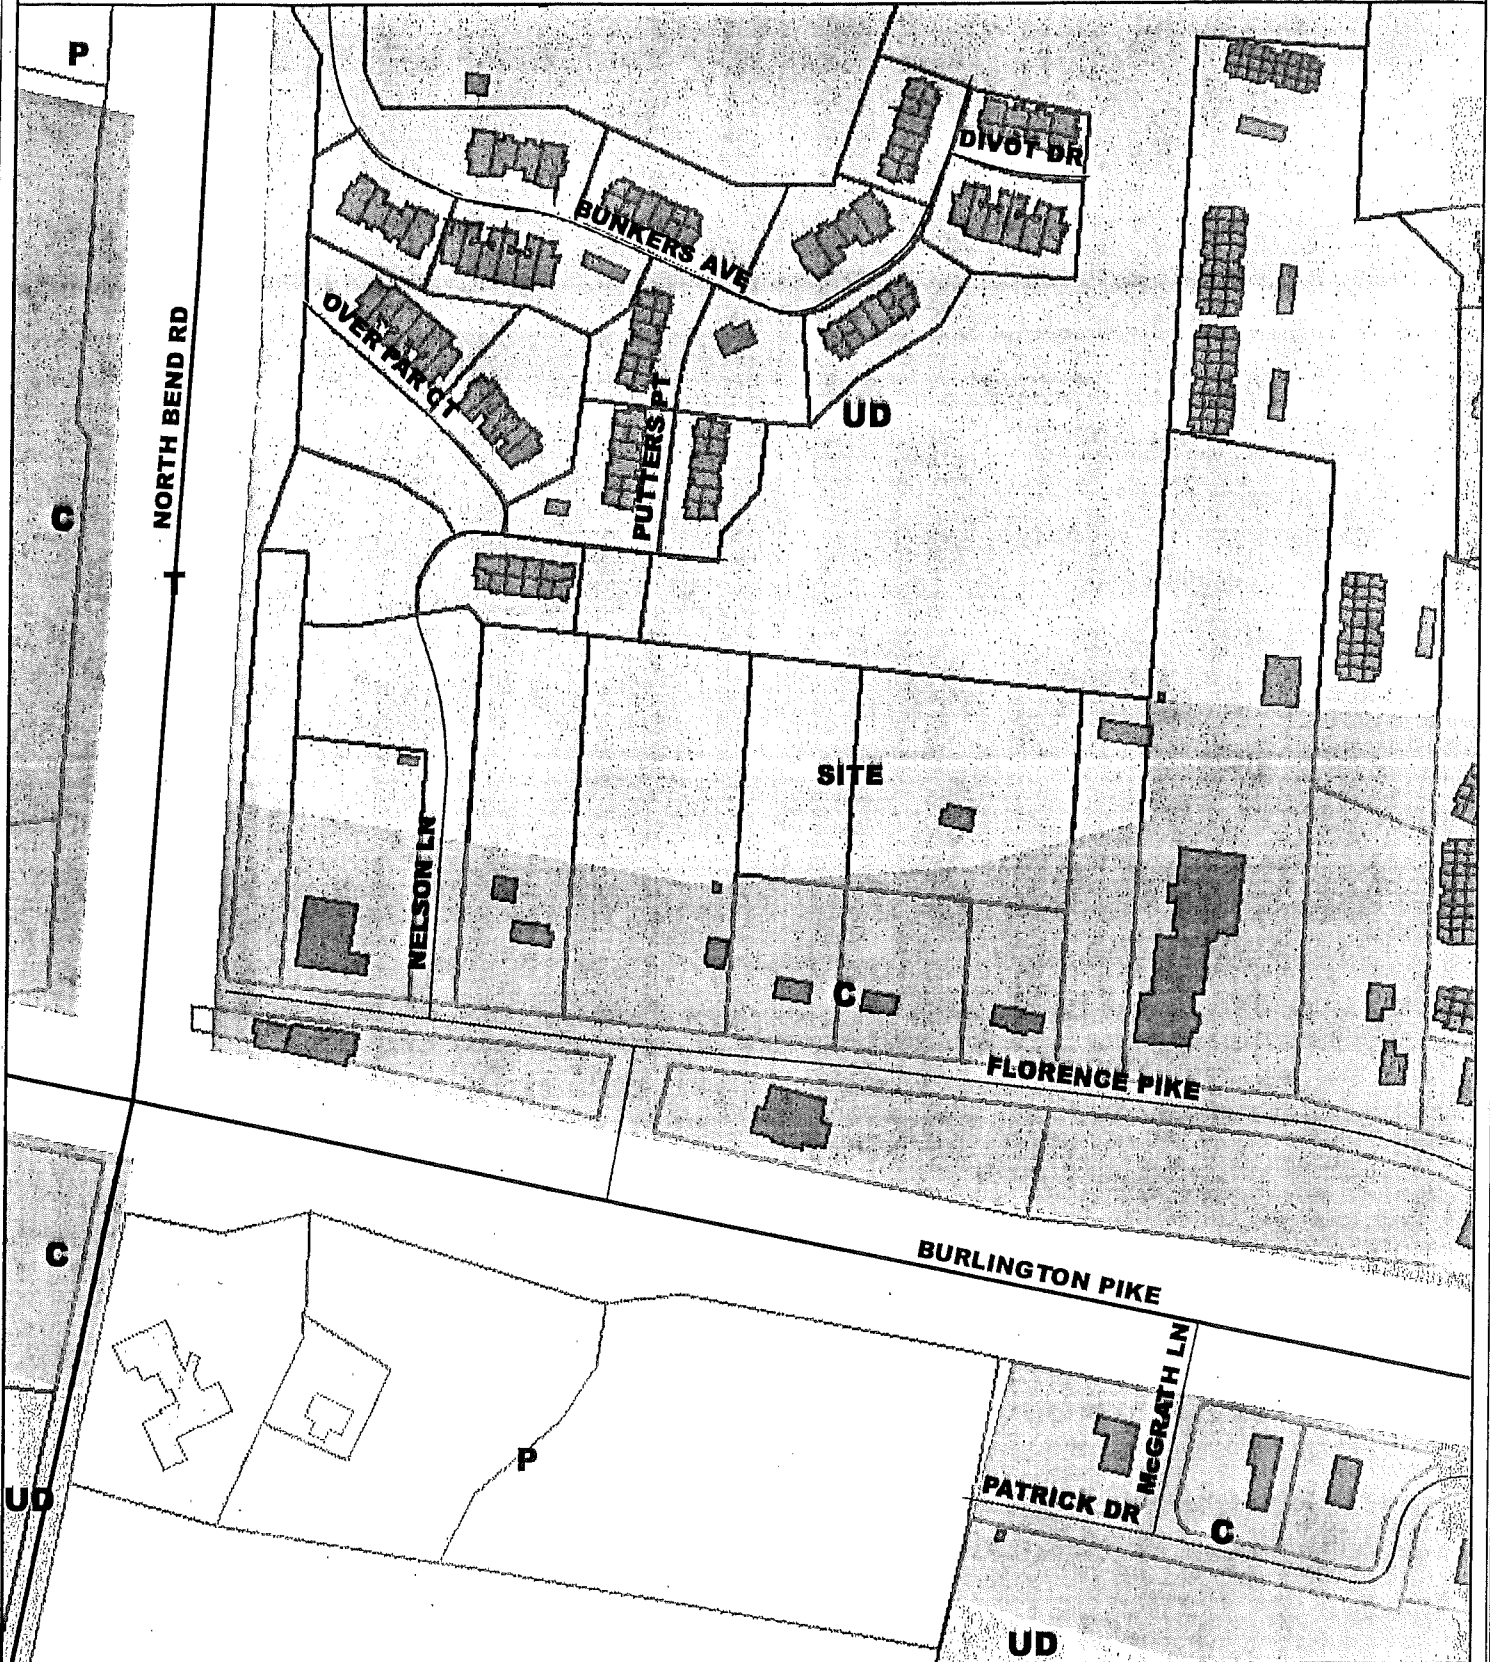 P
DIVOT DR
BUNKERS AVE
OVER PAR CT
NORTH BEND RD
PUTTERS PT
UD
C
T
SITE
NELSON LN
C
FLORENCE PIKE
C
BURLINGTON PIKE
McGRATH LN
P
PATRICK DR
UD
C
UD